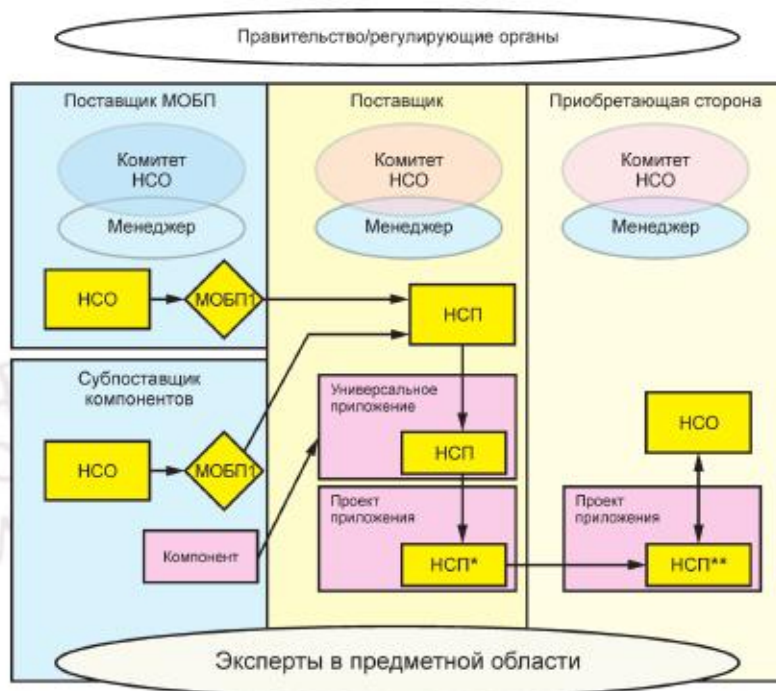 Правительство/регулирующие органы
Поставщик МОБП
Поставщик
Приобретающая сторона
Комитет
НСО
Менеджер
Комитет
НСО
Менеджер
Комитет
НСО
Менеджер
НСО
МОБП1
НСП
Субпоставщик
компонентов
НСО
МОБП1
Компонент
Универсальное
приложение
НСП
Проект
приложения
НСП*
НСО
Проект
приложения
НСП**
Эксперты в предметной области